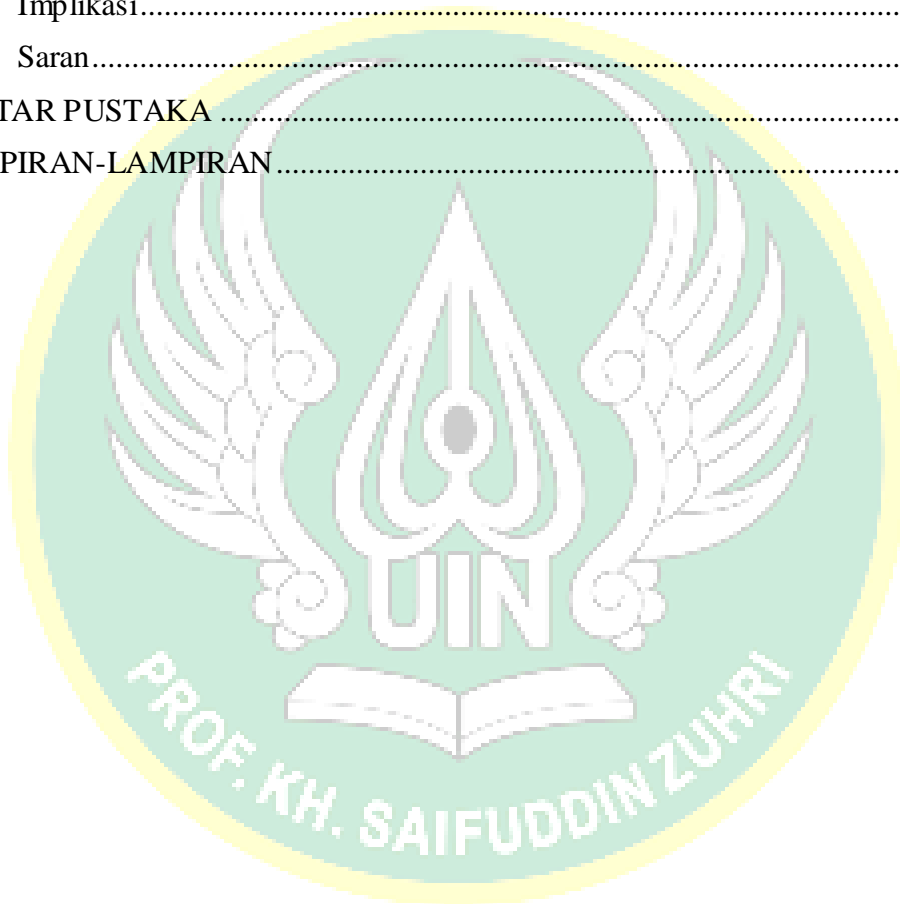 Implikasi..........................................................................................
Saran................................................................................................
TAR PUSTAKA ..................................................................................
PIRAN-LAMPIRAN............................................................................
UIN
PROF. KH. SAIFUDDIN ZUHRI